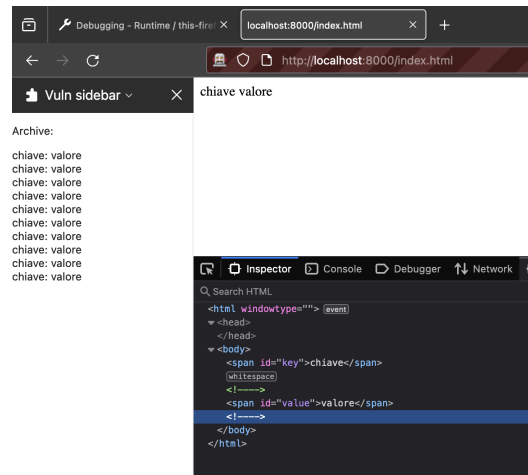 Debugging - Runtime / this-firef
localhost:8000/index.html
http://localhost:8000/index.html
Vuln sidebar
Archive:
chiave: valore
chiave: valore
chiave: valore
chiave: valore
chiave: valore
chiave: valore
chiave: valore
chiave: valore
chiave: valore
chiave: valore
chiave valore
Inspector Console Debugger Network
Search HTML
<html windowtype=""> event
<head>
</head>
<body>
<span id="key">chiave</span>
whitespace
<!---->
<span id="value">valore</span>
<!---->
</body>
</html>